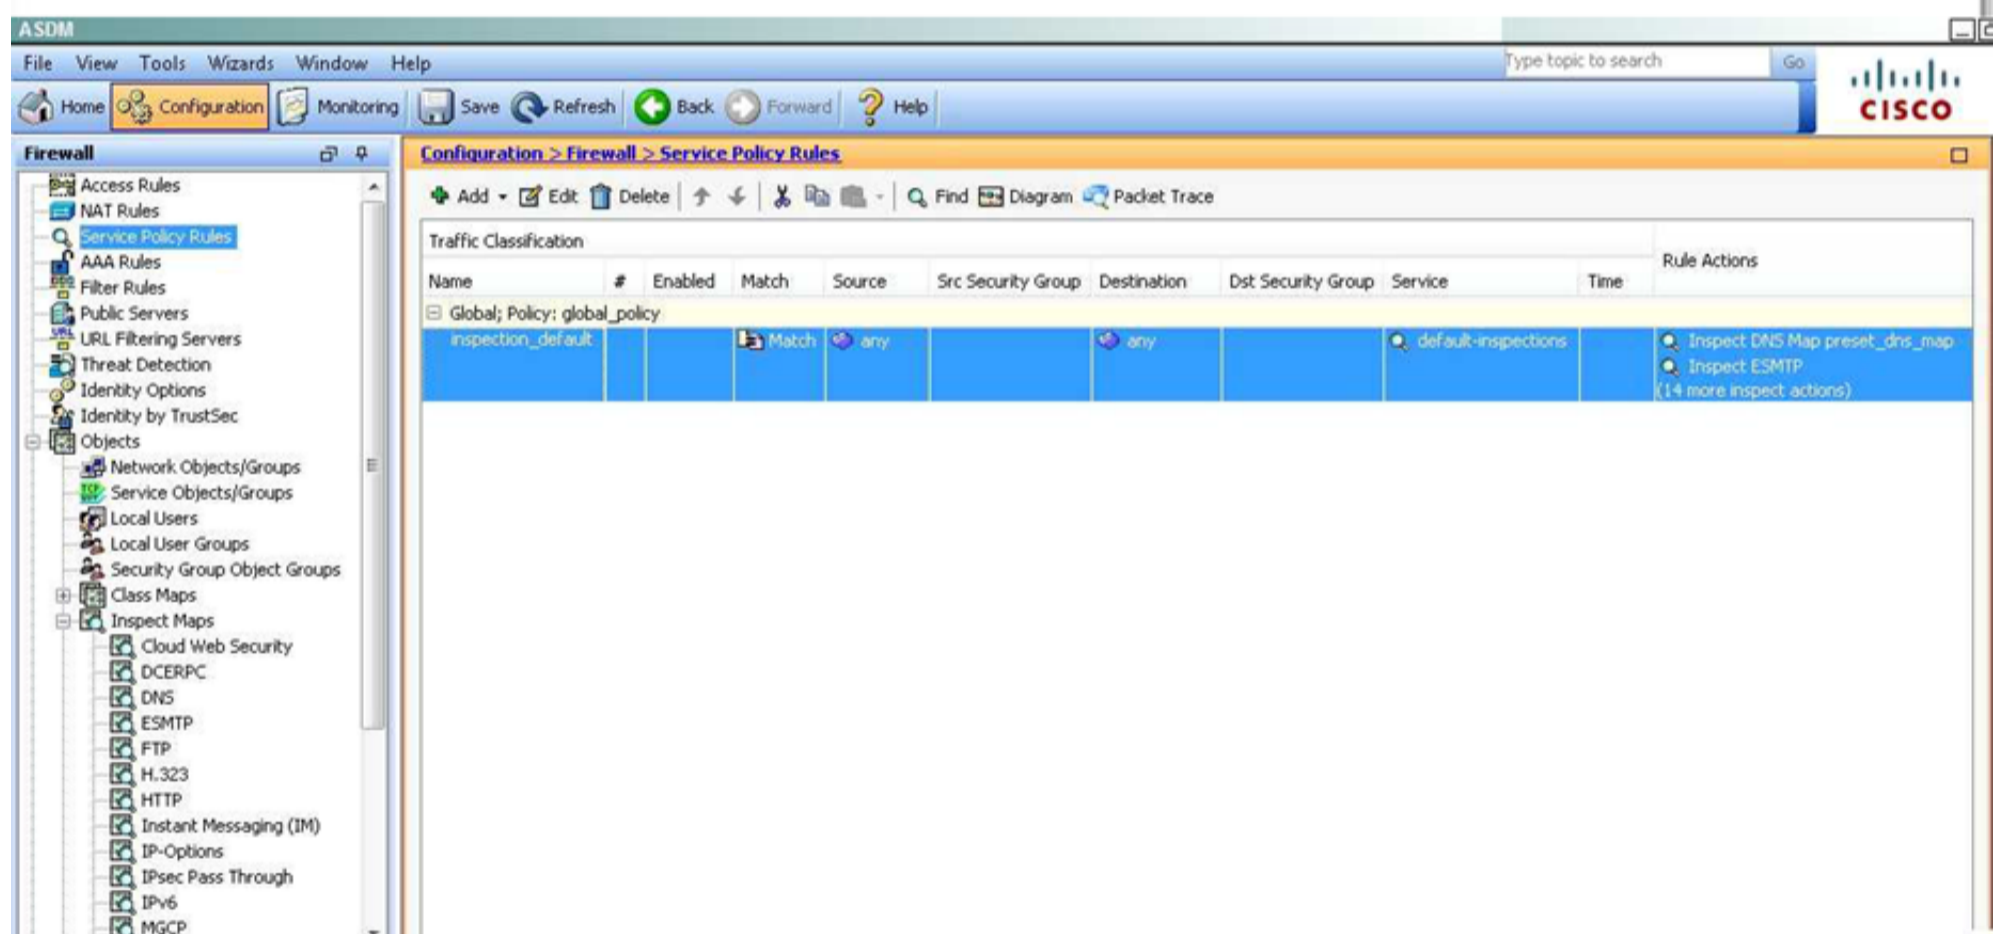 ASDM
File View Tools Wizards Window Help
Type topic to search Go
Home Configuration Monitoring Save Refresh Back Forward Help
CISCO
Firewall
Access Rules
NAT Rules
Service Policy Rules
AAA Rules
Filter Rules
Public Servers
URL Filtering Servers
Threat Detection
Identity Options
Identity by TrustSec
Objects
Network Objects/Groups
Service Objects/Groups
Local Users
Local User Groups
Security Group Object Groups
Class Maps
Inspect Maps
Cloud Web Security
DCERPC
DNS
ESMTP
FTP
H.323
HTTP
Instant Messaging (IM)
IP-Options
IPsec Pass Through
IPv6
MGCP
Configuration > Firewall > Service Policy Rules
Add Edit Delete Find Diagram Packet Trace
Traffic Classification
Rule Actions
Name # Enabled Match Source Src Security Group Destination Dst Security Group Service Time
Global; Policy: global_policy
inspection_default Match any any default-inspections Inspect DNS Map preset_dns_map
Inspect ESMTP
(14 more inspect actions)